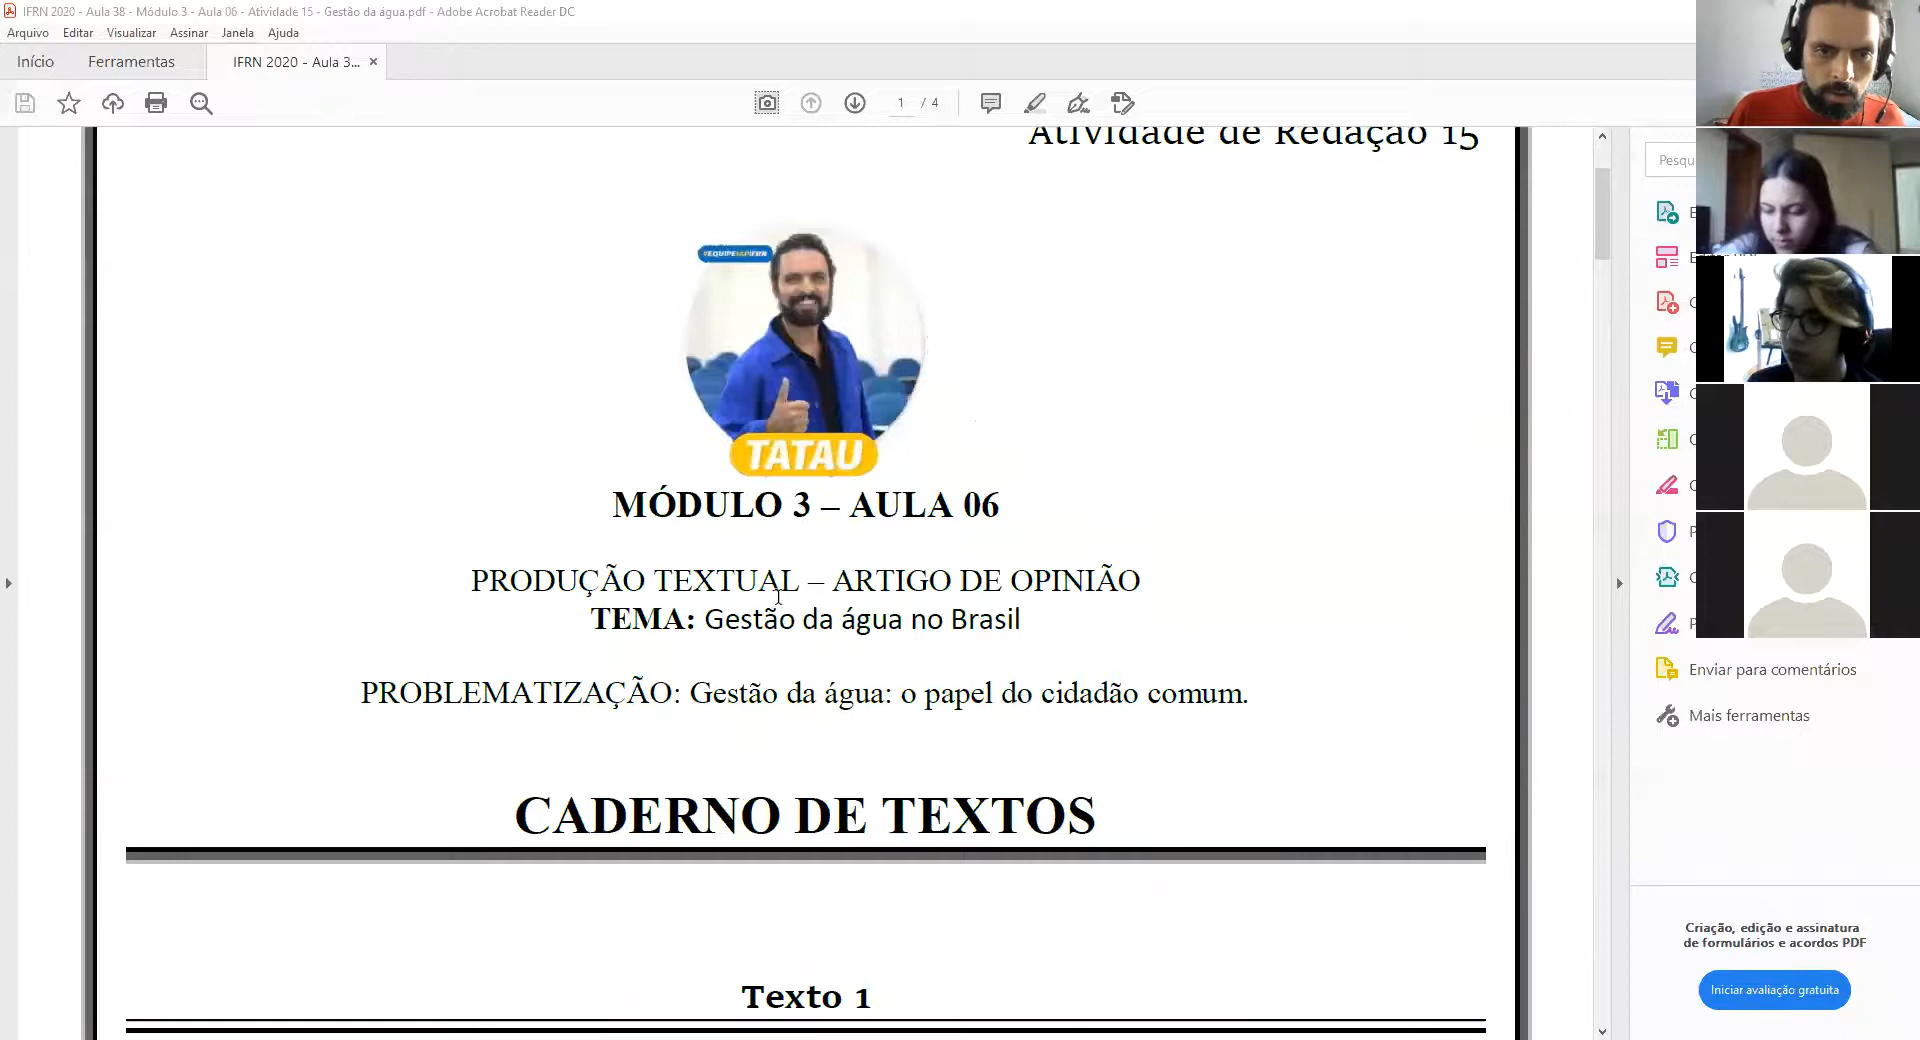 IFRN 2020 - Aula 38 - Módulo 3 - Aula 06 - Atividade 15 - Gestão da água.pdf - Adobe Acrobat Reader DC
Arquivo Editar Visualizar Assinar Janela Ajuda
Início Ferramentas IFRN 2020 - Aula 3... ×
1 / 4
Atividade de Redação 15
Pesqu
TATAU
MÓDULO 3 – AULA 06
PRODUÇÃO TEXTUAL – ARTIGO DE OPINIÃO
TEMA: Gestão da água no Brasil
PROBLEMATIZAÇÃO: Gestão da água: o papel do cidadão comum.
CADERNO DE TEXTOS
Texto 1
Enviar para comentários
Mais ferramentas
Criação, edição e assinatura
de formulários e acordos PDF
Iniciar avaliação gratuita